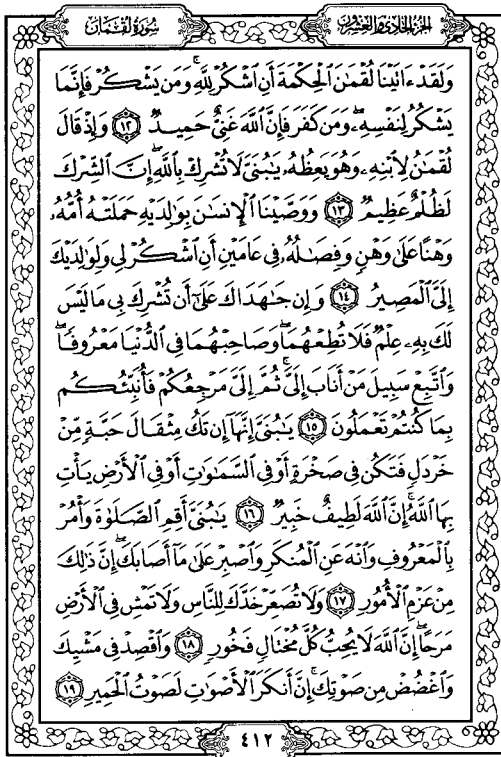 الجزء الحادي والعشرون
سورة لقمان
وَلَقَدْ ءَاتَيْنَا لُقْمَٰنَ ٱلْحِكْمَةَ أَنِ ٱشْكُرْ لِلَّهِ ۚ وَمَن يَشْكُرْ فَإِنَّمَا
يَشْكُرُ لِنَفْسِهِۦ ۖ وَمَن كَفَرَ فَإِنَّ ٱللَّهَ غَنِىٌّ حَمِيدٌ ١٢ وَإِذْ قَالَ
لُقْمَٰنُ لِٱبْنِهِۦ وَهُوَ يَعِظُهُۥ يَٰبُنَىَّ لَا تُشْرِكْ بِٱللَّهِ ۖ إِنَّ ٱلشِّرْكَ
لَظُلْمٌ عَظِيمٌ ١٣ وَوَصَّيْنَا ٱلْإِنسَٰنَ بِوَٰلِدَيْهِ حَمَلَتْهُ أُمُّهُۥ
وَهْنًا عَلَىٰ وَهْنٍ وَفِصَٰلُهُۥ فِى عَامَيْنِ أَنِ ٱشْكُرْ لِى وَلِوَٰلِدَيْكَ
إِلَىَّ ٱلْمَصِيرُ ١٤ وَإِن جَٰهَدَاكَ عَلَىٰٓ أَن تُشْرِكَ بِى مَا لَيْسَ
لَكَ بِهِۦ عِلْمٌ فَلَا تُطِعْهُمَا ۖ وَصَاحِبْهُمَا فِى ٱلدُّنْيَا مَعْرُوفًا ۖ
وَٱتَّبِعْ سَبِيلَ مَنْ أَنَابَ إِلَىَّ ۚ ثُمَّ إِلَىَّ مَرْجِعُكُمْ فَأُنَبِّئُكُم
بِمَا كُنتُمْ تَعْمَلُونَ ١٥ يَٰبُنَىَّ إِنَّهَآ إِن تَكُ مِثْقَالَ حَبَّةٍ مِّنْ
خَرْدَلٍ فَتَكُن فِى صَخْرَةٍ أَوْ فِى ٱلسَّمَٰوَٰتِ أَوْ فِى ٱلْأَرْضِ يَأْتِ
بِهَا ٱللَّهُ ۚ إِنَّ ٱللَّهَ لَطِيفٌ خَبِيرٌ ١٦ يَٰبُنَىَّ أَقِمِ ٱلصَّلَوٰةَ وَأْمُرْ
بِٱلْمَعْرُوفِ وَٱنْهَ عَنِ ٱلْمُنكَرِ وَٱصْبِرْ عَلَىٰ مَآ أَصَابَكَ ۖ إِنَّ ذَٰلِكَ
مِنْ عَزْمِ ٱلْأُمُورِ ١٧ وَلَا تُصَعِّرْ خَدَّكَ لِلنَّاسِ وَلَا تَمْشِ فِى ٱلْأَرْضِ
مَرَحًا ۖ إِنَّ ٱللَّهَ لَا يُحِبُّ كُلَّ مُخْتَالٍ فَخُورٍ ١٨ وَٱقْصِدْ فِى مَشْيِكَ
وَٱغْضُضْ مِن صَوْتِكَ ۚ إِنَّ أَنكَرَ ٱلْأَصْوَٰتِ لَصَوْتُ ٱلْحَمِيرِ ١٩
٤١٢